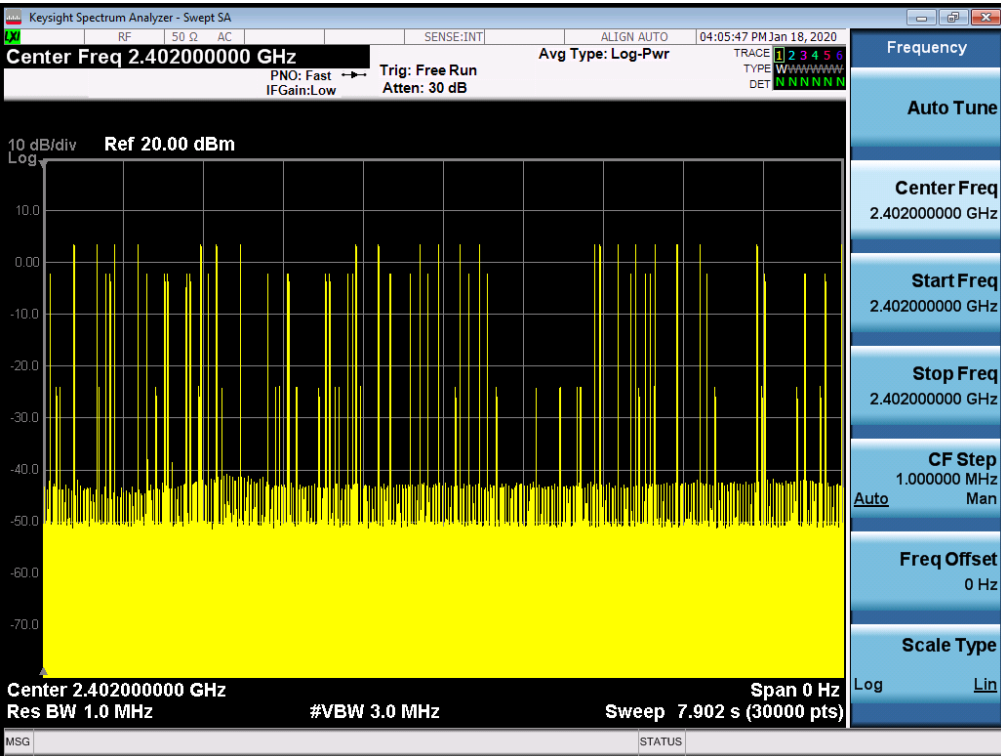 Keysight Spectrum Analyzer - Swept SA
LXI
RF 50 Ω AC SENSE:INT ALIGN AUTO 04:05:47 PM Jan 18, 2020
Center Freq 2.402000000 GHz
PNO: Fast
IFGain:Low
Trig: Free Run
Atten: 30 dB
Avg Type: Log-Pwr
TRACE 1 2 3 4 5 6
TYPE W W W W W W
DET N N N N N N
10 dB/div Ref 20.00 dBm
Log
10.0
0.00
-10.0
-20.0
-30.0
-40.0
-50.0
-60.0
-70.0
Center 2.402000000 GHz Span 0 Hz
Res BW 1.0 MHz #VBW 3.0 MHz Sweep 7.902 s (30000 pts)
MSG STATUS
Frequency
Auto Tune
Center Freq
2.402000000 GHz
Start Freq
2.402000000 GHz
Stop Freq
2.402000000 GHz
CF Step
1.000000 MHz
Auto Man
Freq Offset
0 Hz
Scale Type
Log Lin